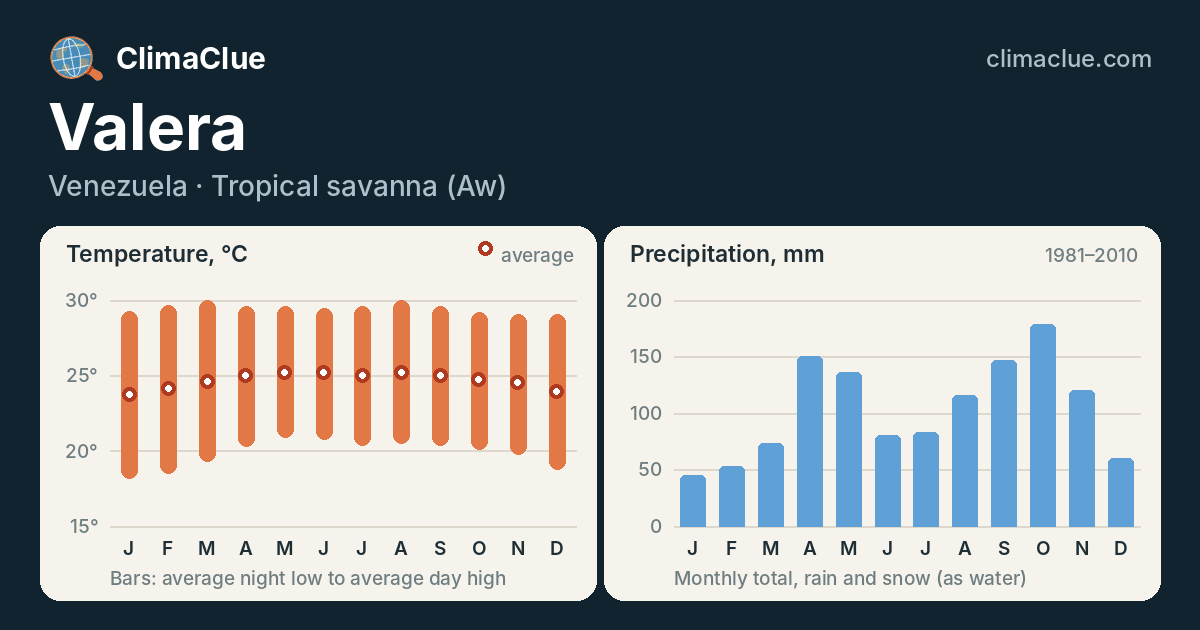 ClimaClue
climaclue.com
Valera
Venezuela · Tropical savanna (Aw)
Temperature, °C
average
30°
25°
20°
15°
J F M A M J J A S O N D
Bars: average night low to average day high
Precipitation, mm
1981–2010
200
150
100
50
0
J F M A M J J A S O N D
Monthly total, rain and snow (as water)